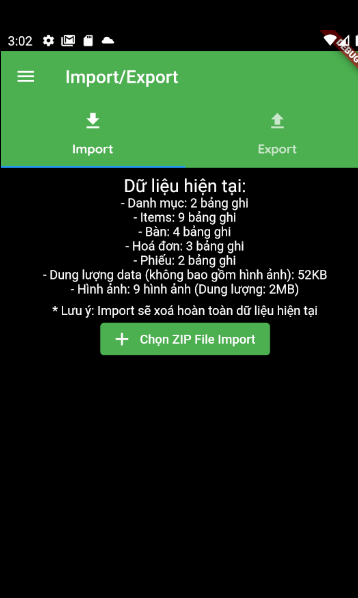 3:02
DEBUG
Import/Export
Import
Export
Dữ liệu hiện tại:
- Danh mục: 2 bảng ghi
- Items: 9 bảng ghi
- Bàn: 4 bảng ghi
- Hoá đơn: 3 bảng ghi
- Phiếu: 2 bảng ghi
- Dung lượng data (không bao gồm hình ảnh): 52KB
- Hình ảnh: 9 hình ảnh (Dung lượng: 2MB)
* Lưu ý: Import sẽ xoá hoàn toàn dữ liệu hiện tại
Chọn ZIP File Import